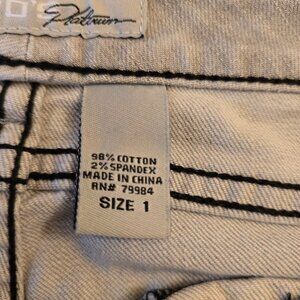 Platinum
98% COTTON
2% SPANDEX
MADE IN CHINA
RN# 79984
SIZE 1